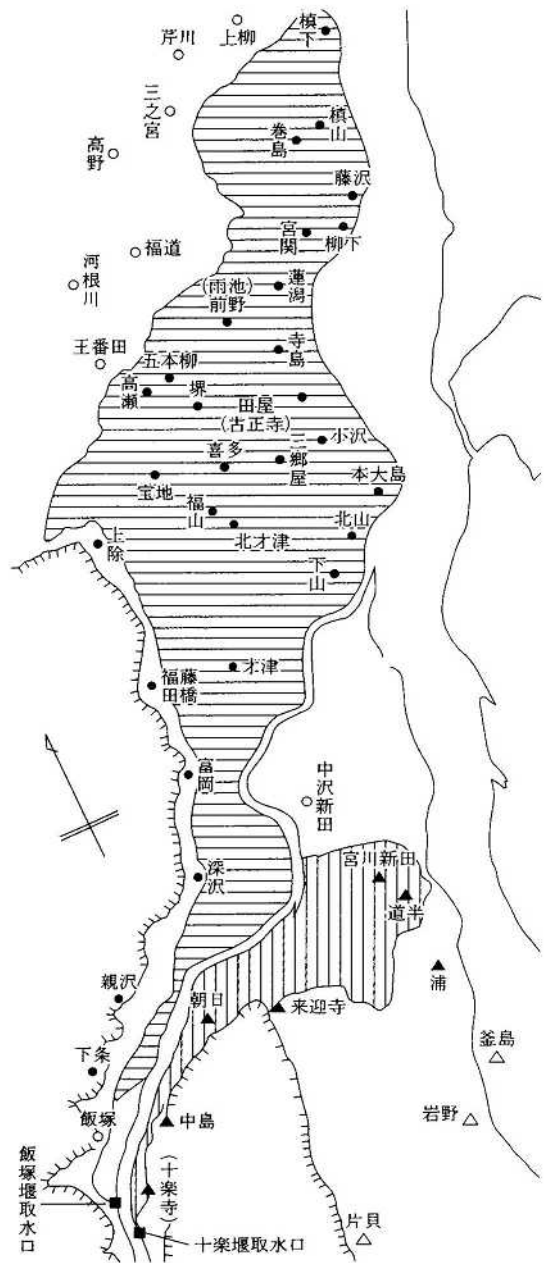 上柳
槙下
芹川
三之宮
高野
槙山
巻島
藤沢
宮関
柳下
福道
河根川
蓮潟
(雨池)
前野
王番田
寺島
五本柳
高瀬
堺
田屋
(古正寺)
小沢
三郷屋
喜多
宝地
本大島
福山
北才津
北山
上除
下山
才津
福田
藤橋
富岡
中沢新田
深沢
宮川新田
道半
浦
親沢
朝日
来迎寺
釜島
下条
岩野
飯塚
中島
飯塚堰取水口
(十楽寺)
十楽堰取水口
片貝